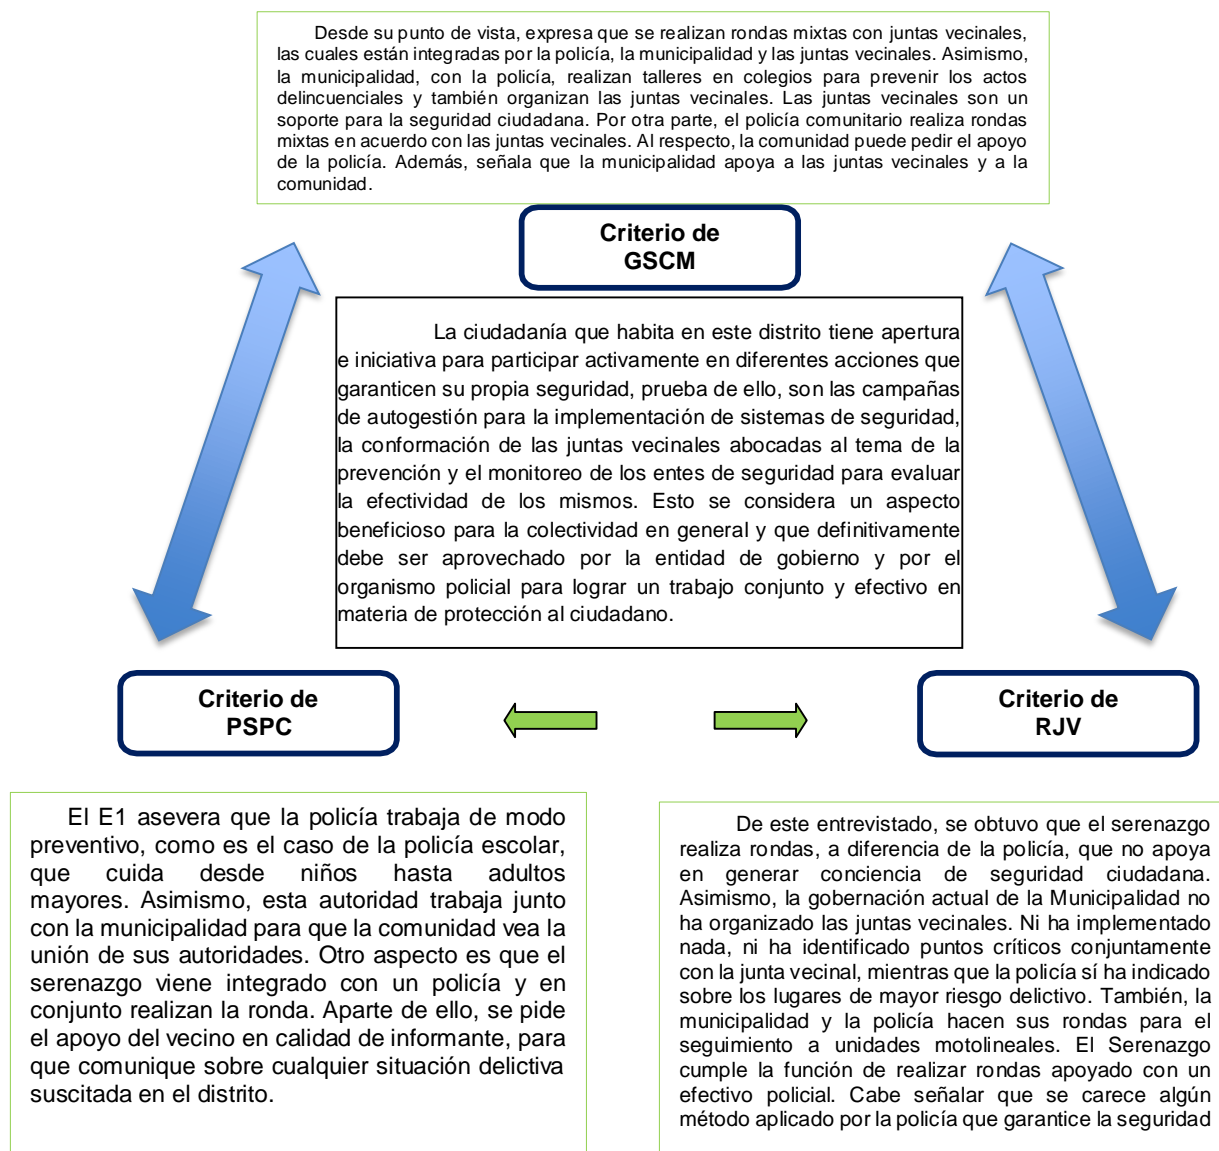 Desde su punto de vista, expresa que se realizan rondas mixtas con juntas vecinales,
las cuales están integradas por la policía, la municipalidad y las juntas vecinales. Asimismo,
la municipalidad, con la policía, realizan talleres en colegios para prevenir los actos
delincuenciales y también organizan las juntas vecinales. Las juntas vecinales son un
soporte para la seguridad ciudadana. Por otra parte, el policía comunitario realiza rondas
mixtas en acuerdo con las juntas vecinales. Al respecto, la comunidad puede pedir el apoyo
de la policía. Además, señala que la municipalidad apoya a las juntas vecinales y a la
comunidad.
Criterio de
GSCM
La ciudadanía que habita en este distrito tiene apertura
e iniciativa para participar activamente en diferentes acciones que
garanticen su propia seguridad, prueba de ello, son las campañas
de autogestión para la implementación de sistemas de seguridad,
la conformación de las juntas vecinales abocadas al tema de la
prevención y el monitoreo de los entes de seguridad para evaluar
la efectividad de los mismos. Esto se considera un aspecto
beneficioso para la colectividad en general y que definitivamente
debe ser aprovechado por la entidad de gobierno y por el
organismo policial para lograr un trabajo conjunto y efectivo en
materia de protección al ciudadano.
Criterio de
PSPC
Criterio de
RJV
El E1 asevera que la policía trabaja de modo
preventivo, como es el caso de la policía escolar,
que cuida desde niños hasta adultos
mayores. Asimismo, esta autoridad trabaja junto
con la municipalidad para que la comunidad vea la
unión de sus autoridades. Otro aspecto es que el
serenazgo viene integrado con un policía y en
conjunto realizan la ronda. Aparte de ello, se pide
el apoyo del vecino en calidad de informante, para
que comunique sobre cualquier situación delictiva
suscitada en el distrito.
De este entrevistado, se obtuvo que el serenazgo
realiza rondas, a diferencia de la policía, que no apoya
en generar conciencia de seguridad ciudadana.
Asimismo, la gobernación actual de la Municipalidad no
ha organizado las juntas vecinales. Ni ha implementado
nada, ni ha identificado puntos críticos conjuntamente
con la junta vecinal, mientras que la policía sí ha indicado
sobre los lugares de mayor riesgo delictivo. También, la
municipalidad y la policía hacen sus rondas para el
seguimiento a unidades motolineales. El Serenazgo
cumple la función de realizar rondas apoyado con un
efectivo policial. Cabe señalar que se carece algún
método aplicado por la policía que garantice la seguridad